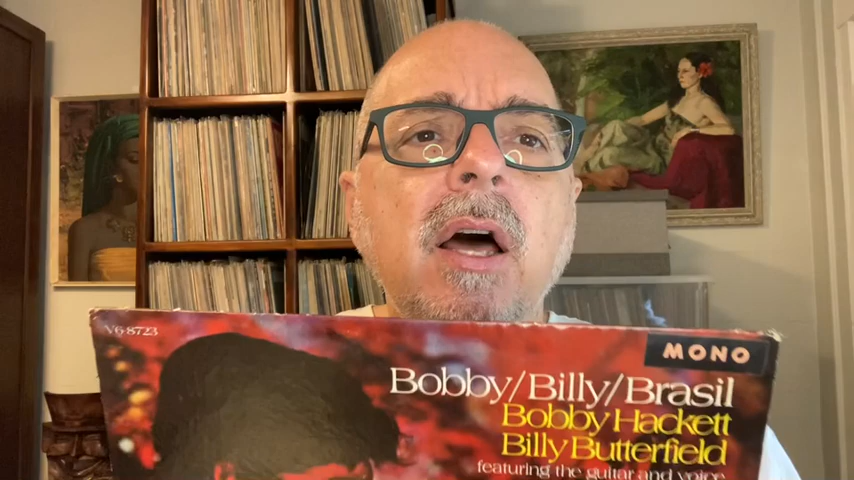 V6-8723
MONO
Bobby/Billy/Brasil
Bobby Hackett
Billy Butterfield
featuring the guitar and voice